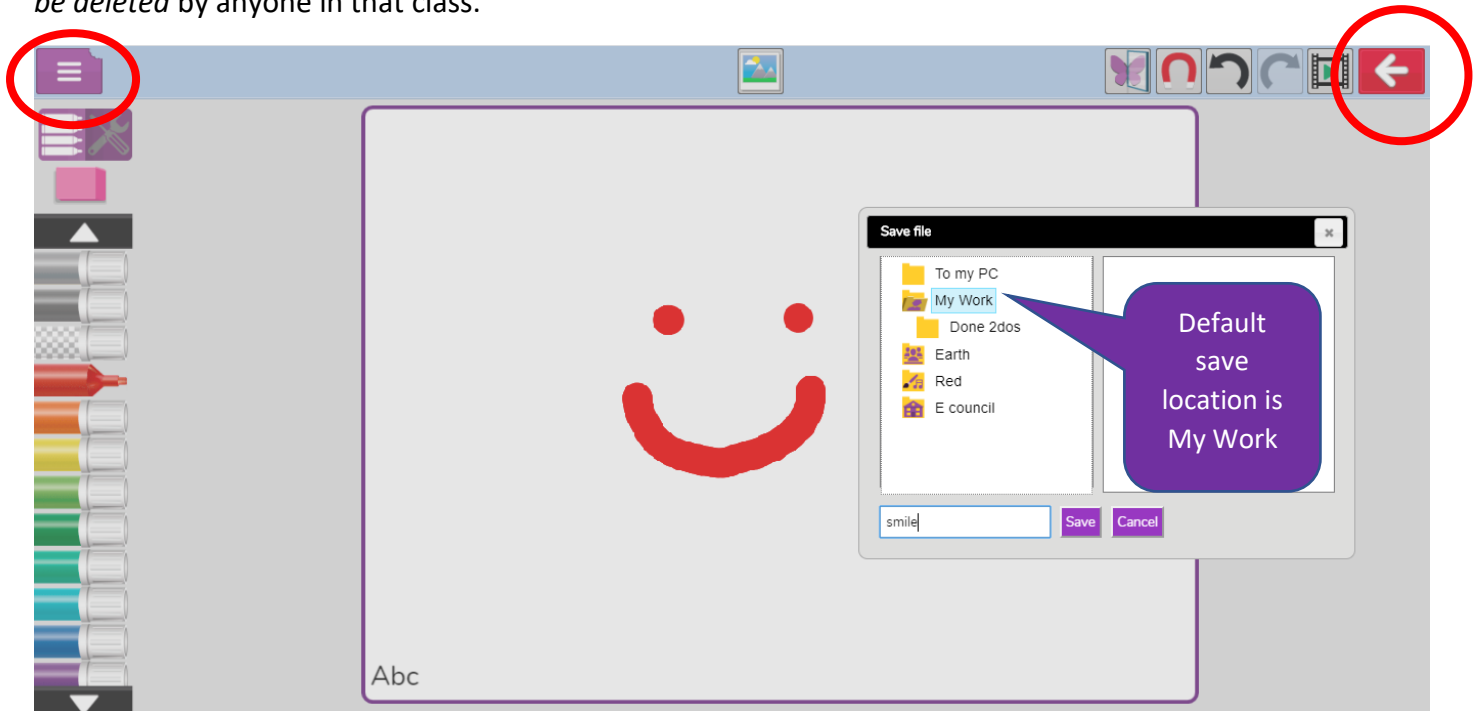 be deleted by anyone in that class.
Save file
To my PC
My Work
Done 2dos
Earth
Red
E council
Default
save
location is
My Work
smile
Save Cancel
Abc